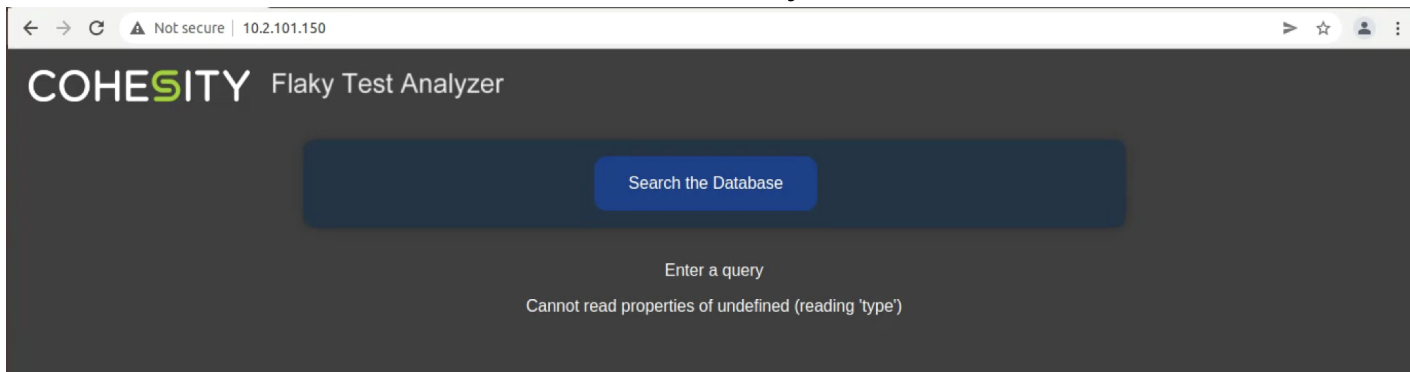 Not secure | 10.2.101.150
COHESITY Flaky Test Analyzer
Search the Database
Enter a query
Cannot read properties of undefined (reading 'type')